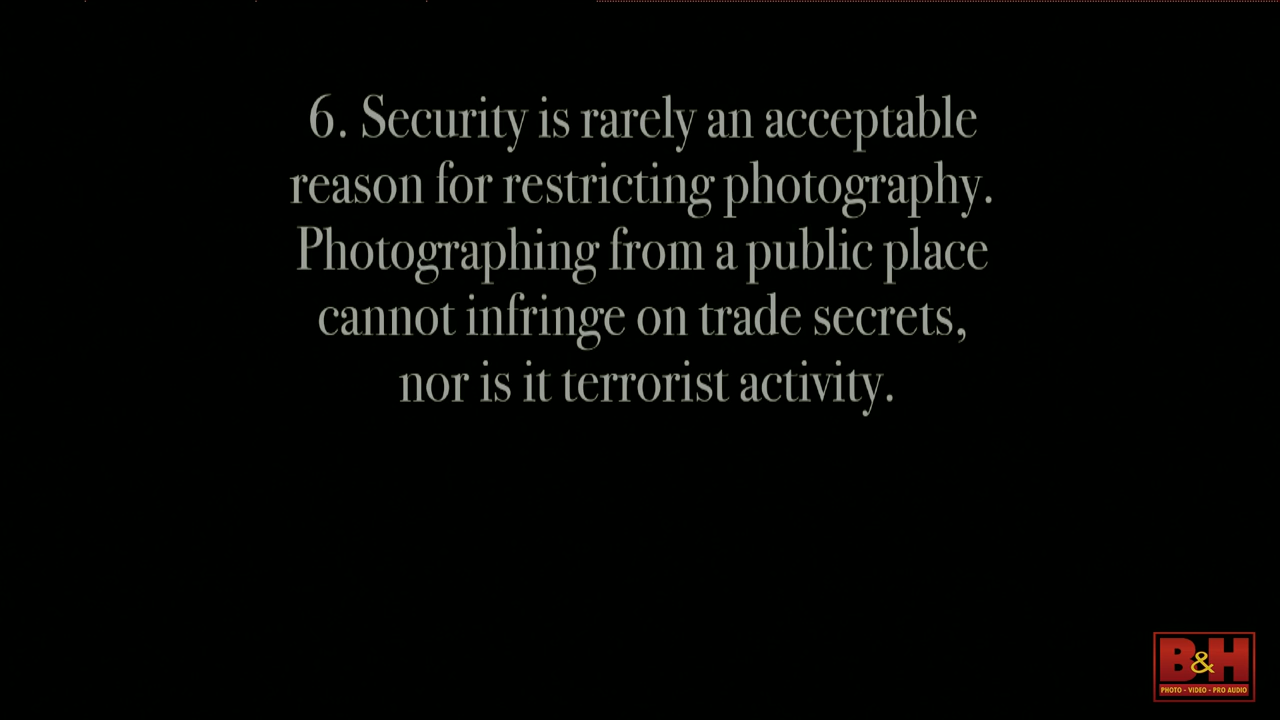 6. Security is rarely an acceptable
reason for restricting photography.
Photographing from a public place
cannot infringe on trade secrets,
nor is it terrorist activity.
B&H
PHOTO - VIDEO - PRO AUDIO